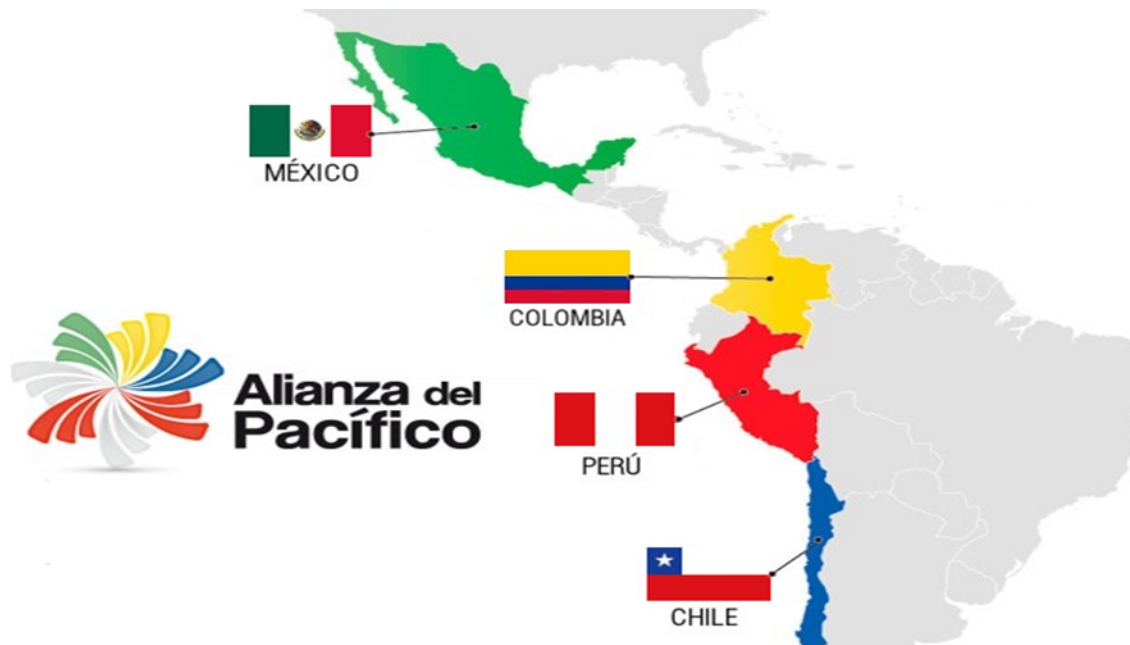 MÉXICO
COLOMBIA
Alianza del
Pacífico
PERÚ
CHILE